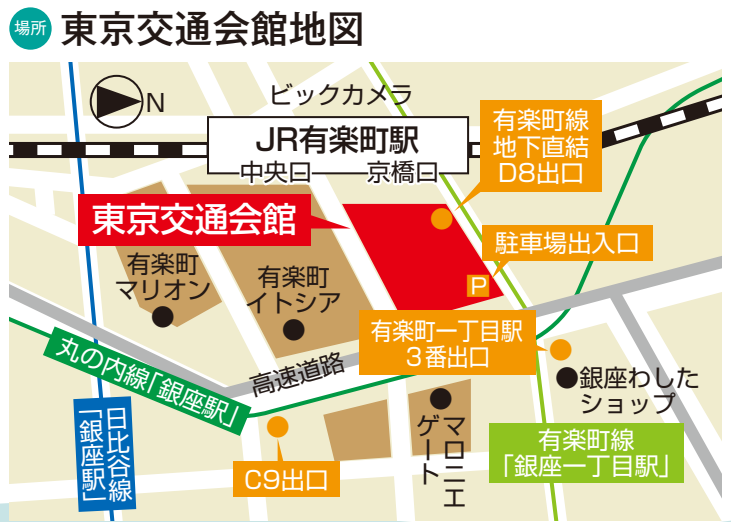 場所
東京交通会館地図
N
ビックカメラ
JR有楽町駅
中央口
京橋口
有楽町線
地下直結
D8出口
東京交通会館
駐車場出入口
P
有楽町
マリオン
有楽町
イトシア
有楽町一丁目駅
3番出口
高速道路
丸の内線「銀座駅」
日比谷線
「銀座駅」
C9出口
マロニエ
ゲート
銀座わした
ショップ
有楽町線
「銀座一丁目駅」